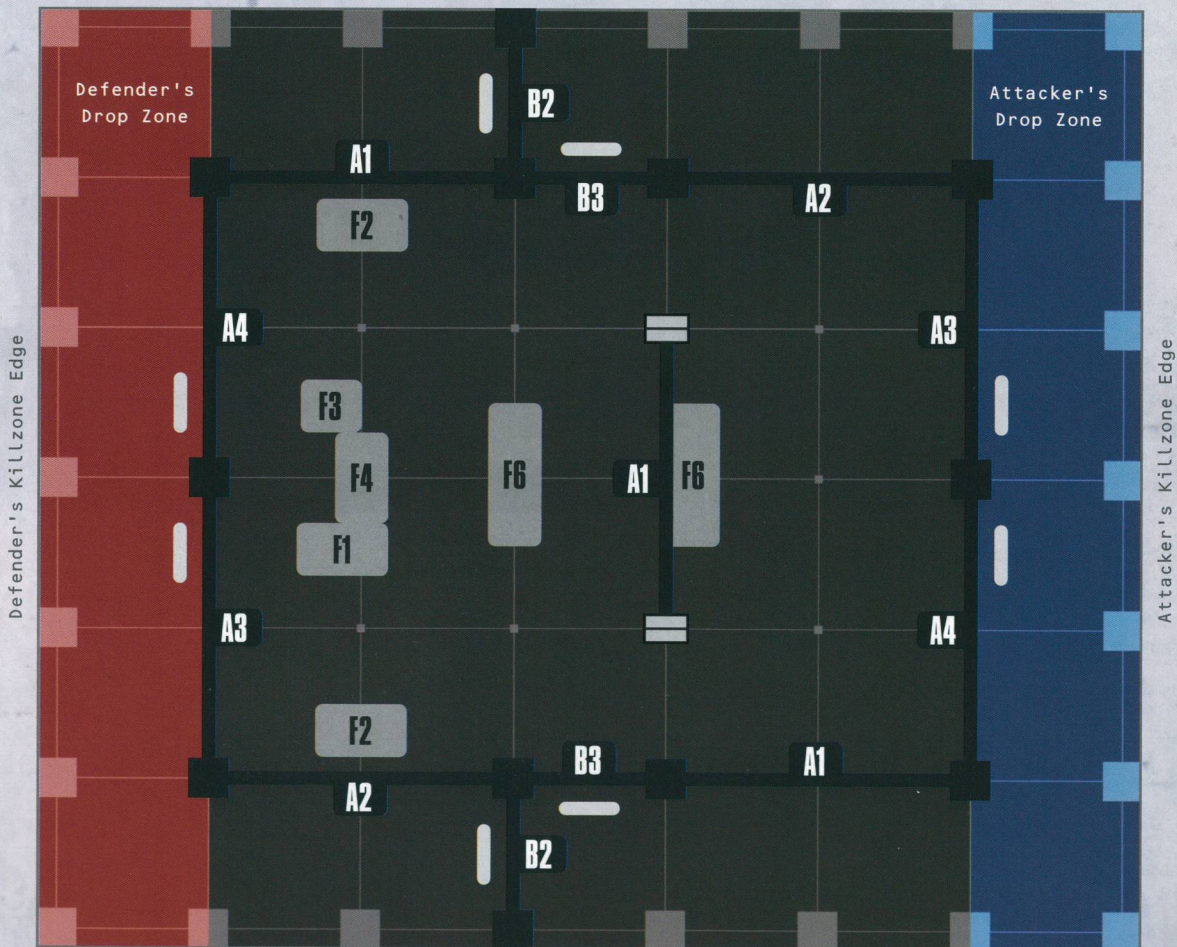 Defender's
Drop Zone
Attacker's
Drop Zone
B2
A1
B3
A2
F2
A4
A3
F3
F4
F6
A1
F6
F1
A3
A4
F2
B3
A1
A2
B2
Defender's Killzone Edge
Attacker's Killzone Edge